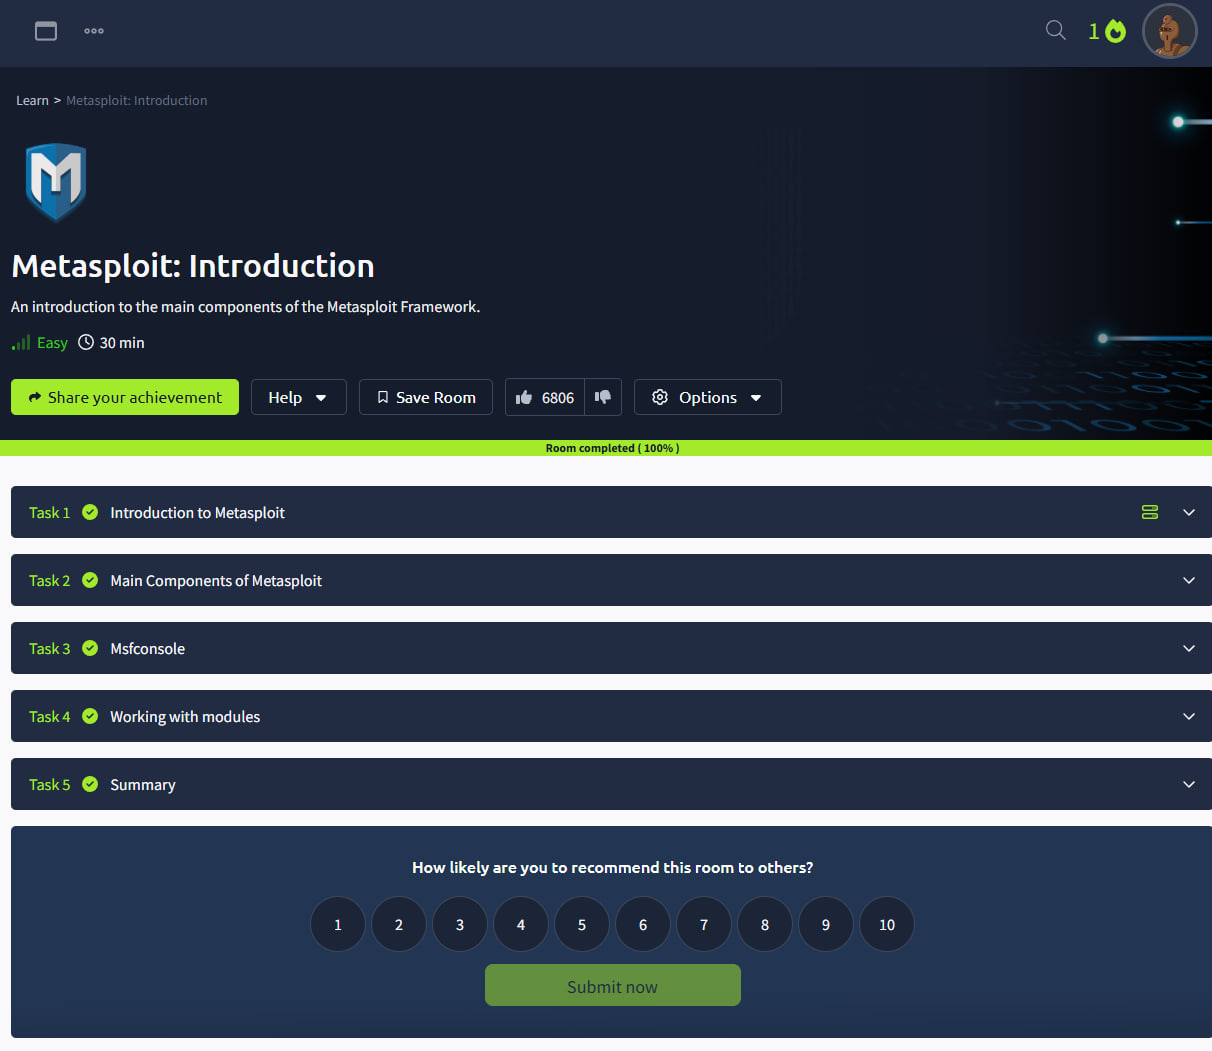 1
Learn > Metasploit: Introduction
M
Metasploit: Introduction
An introduction to the main components of the Metasploit Framework.
Easy 30 min
Share your achievement Help Save Room 6806 Options
Room completed ( 100% )
Task 1 Introduction to Metasploit
Task 2 Main Components of Metasploit
Task 3 Msfconsole
Task 4 Working with modules
Task 5 Summary
How likely are you to recommend this room to others?
1 2 3 4 5 6 7 8 9 10
Submit now